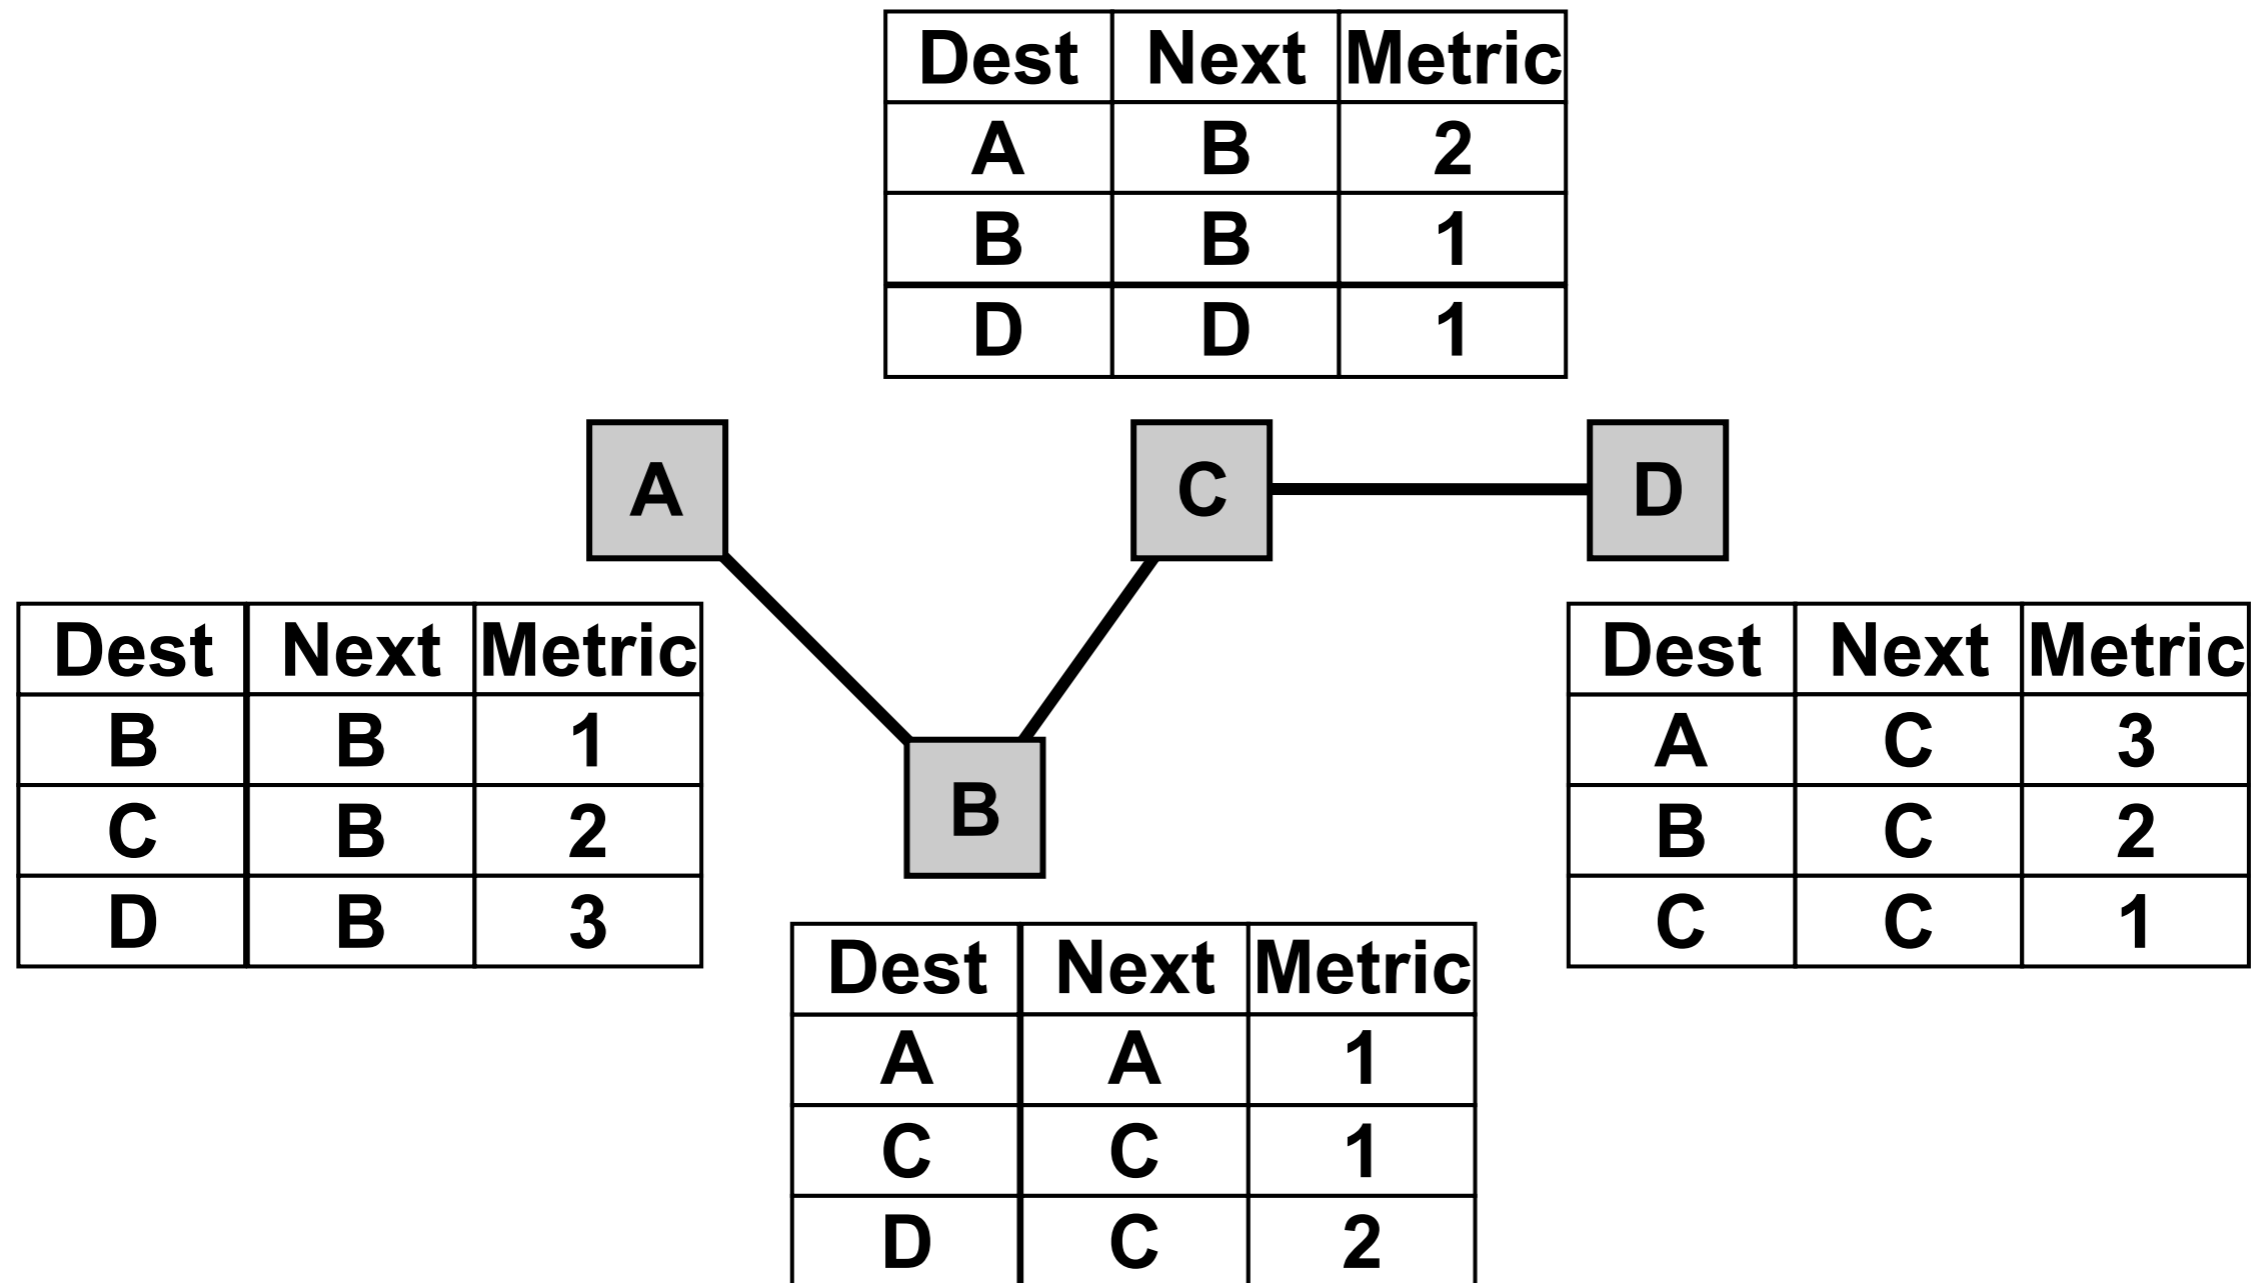 Dest Next Metric
A B 2
B B 1
D D 1
A C D
B
Dest Next Metric
B B 1
C B 2
D B 3
Dest Next Metric
A C 3
B C 2
C C 1
Dest Next Metric
A A 1
C C 1
D C 2